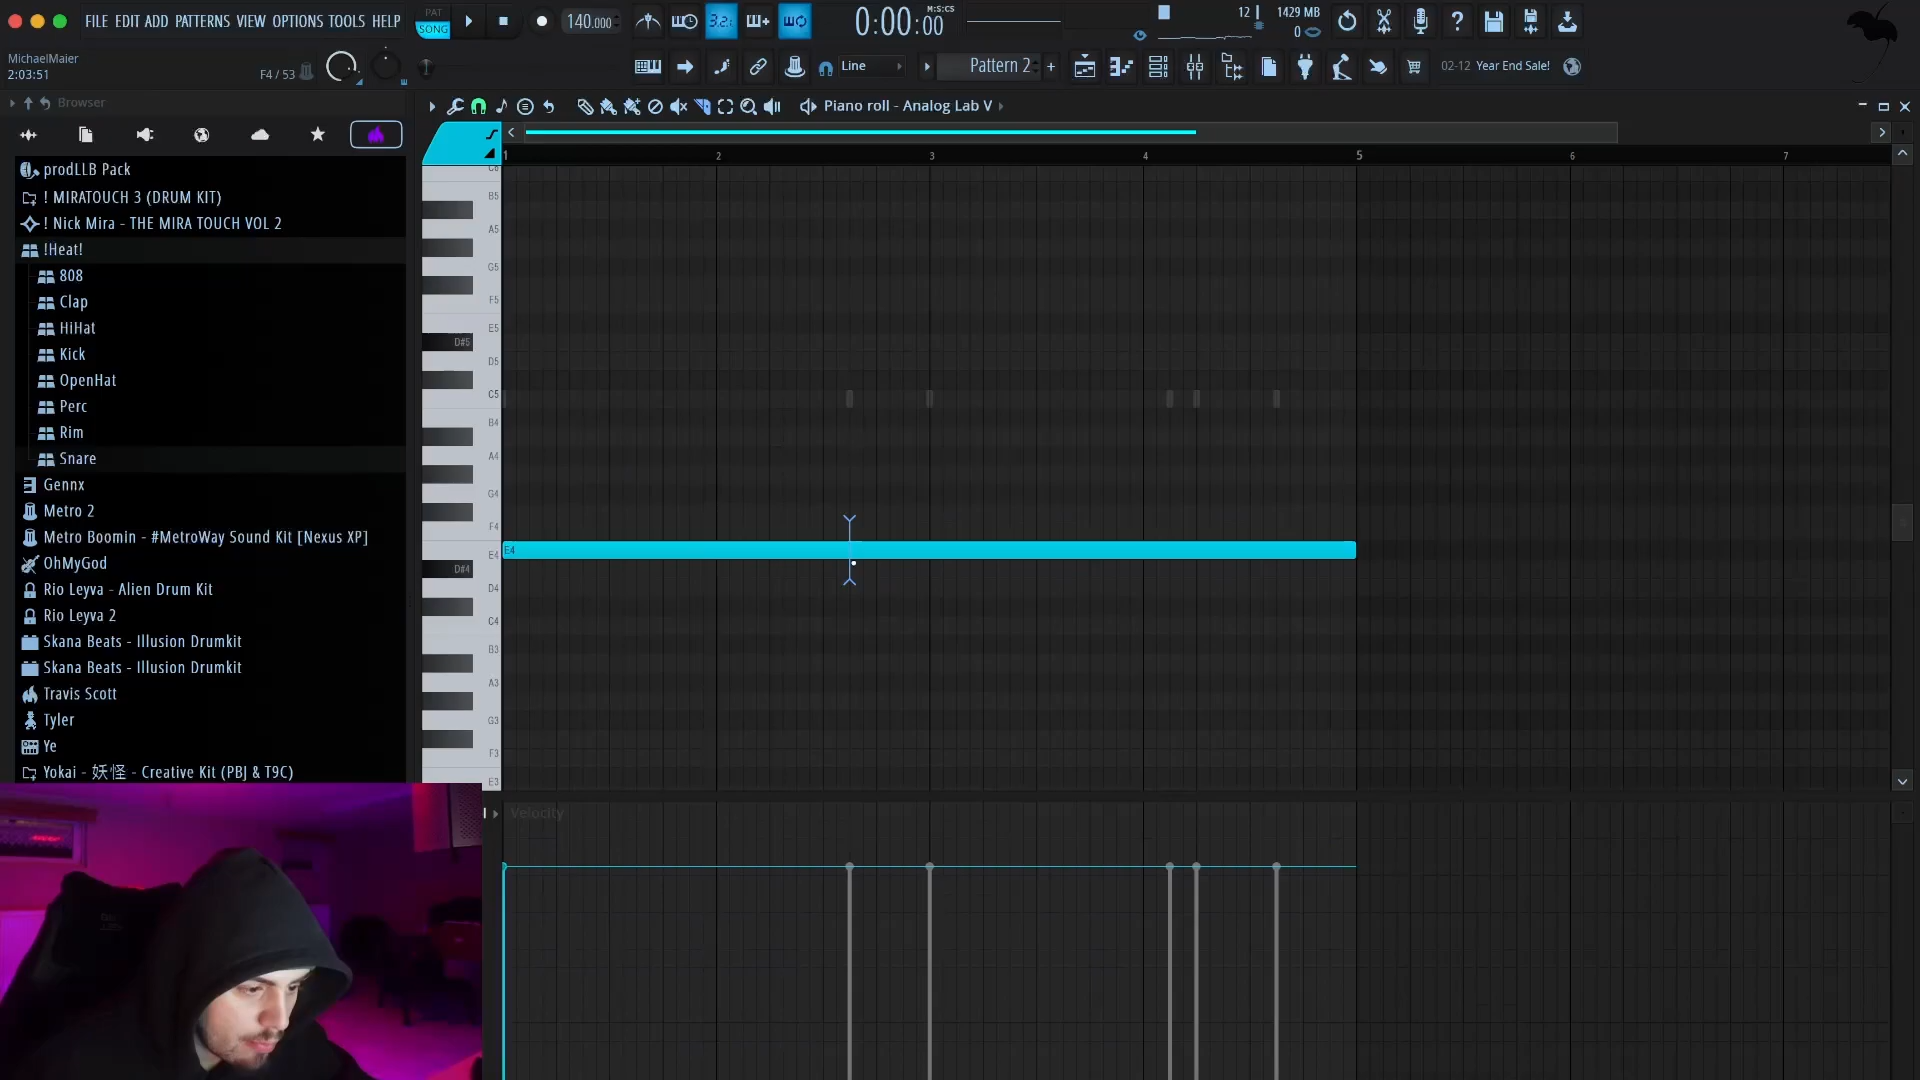 FILE EDIT ADD PATTERNS VIEW OPTIONS TOOLS HELP
PAT
SONG
140.000
3.2
0:00:00
M:S:CS
12
1429 MB
0
MichaelMaier
2:03:51
F4 / 53
Line
Pattern 2
+
02-12 Year End Sale!
Browser
Piano roll - Analog Lab V
prodLLB Pack
! MIRATOUCH 3 (DRUM KIT)
! Nick Mira - THE MIRA TOUCH VOL 2
!Heat!
808
Clap
HiHat
Kick
OpenHat
Perc
Rim
Snare
Gennx
Metro 2
Metro Boomin - #MetroWay Sound Kit [Nexus XP]
OhMyGod
Rio Leyva - Alien Drum Kit
Rio Leyva 2
Skana Beats - Illusion Drumkit
Skana Beats - Illusion Drumkit
Travis Scott
Tyler
Ye
Yokai - 妖怪 - Creative Kit (PBJ & T9C)
1 2 3 4 5 6 7
C6
B5
A5
G5
F5
E5
D#5
D5
C5
B4
A4
G4
F4
E4
E4
D#4
D4
C4
B3
A3
G3
F3
E3
Velocity